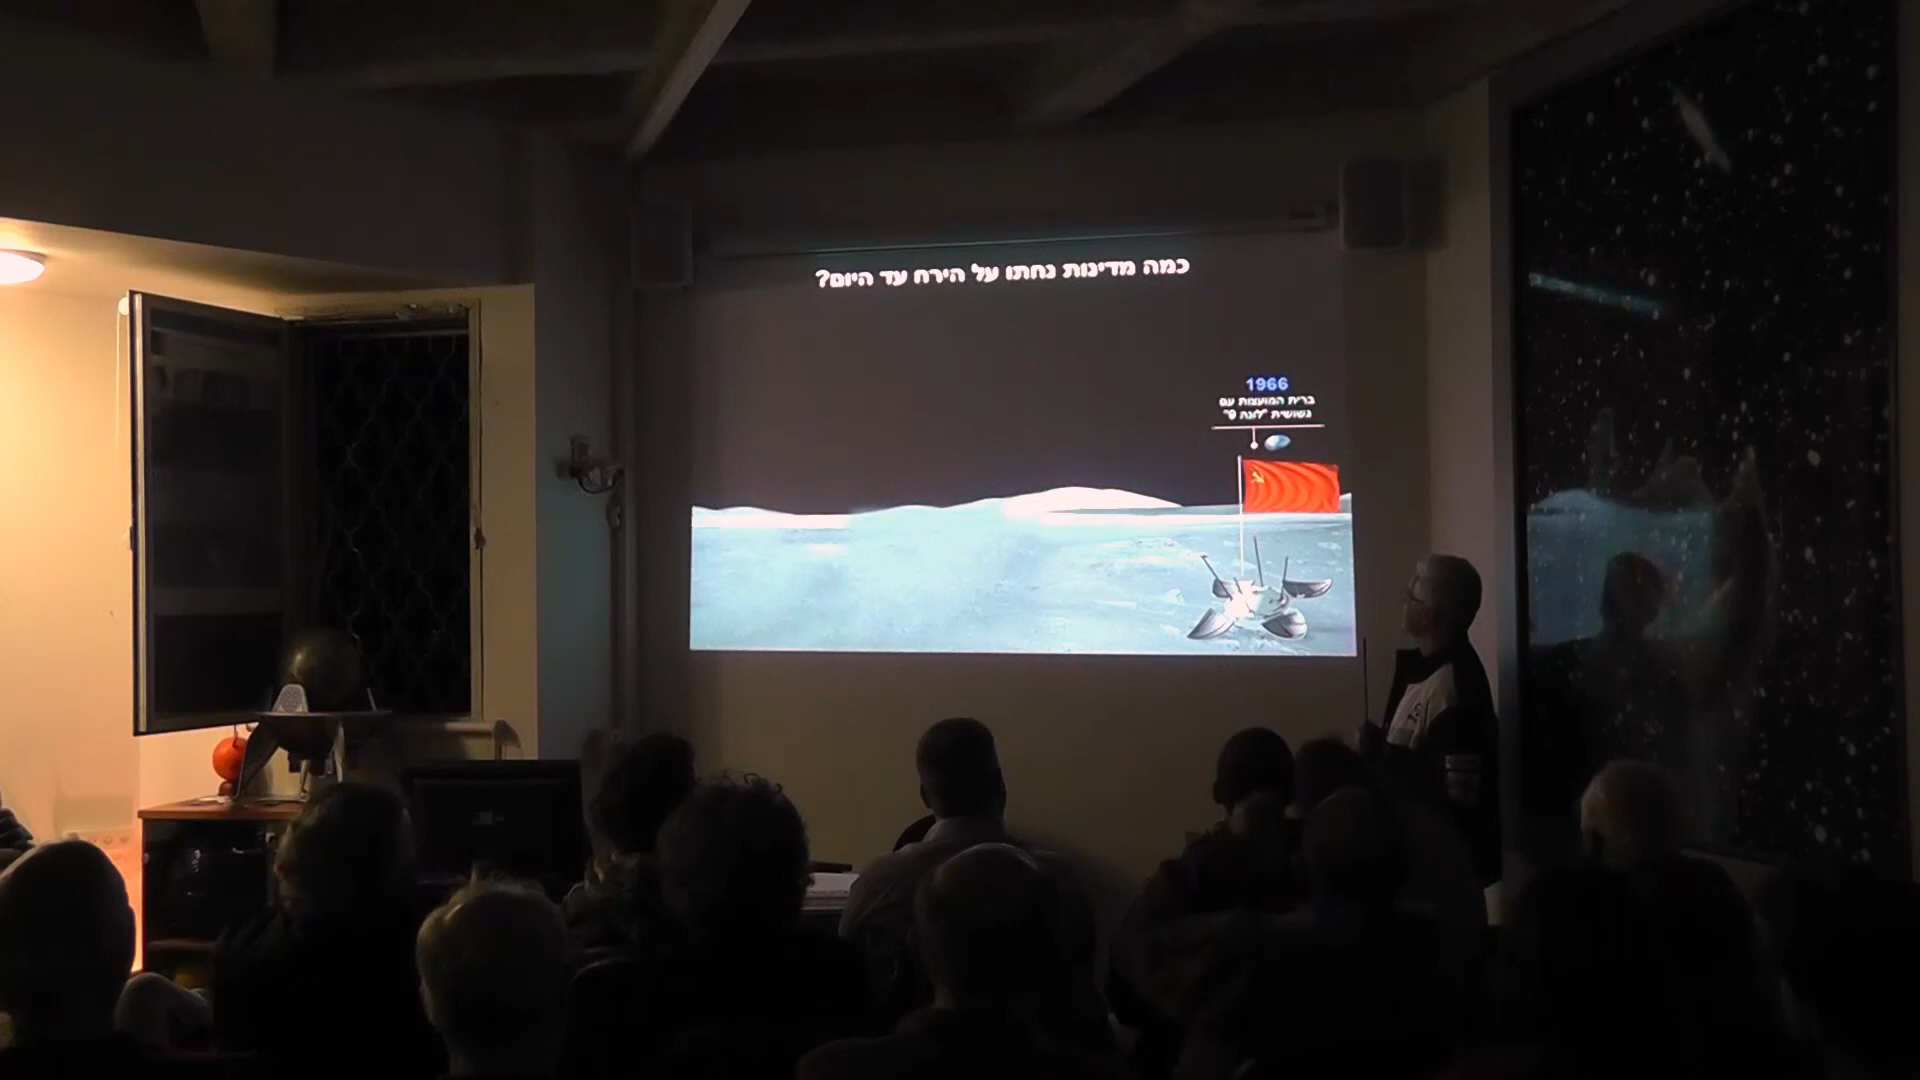 כמה מדינות נחתו על הירח עד היום?
1966
ברית המועצות עם
גשושית "לונה 9"